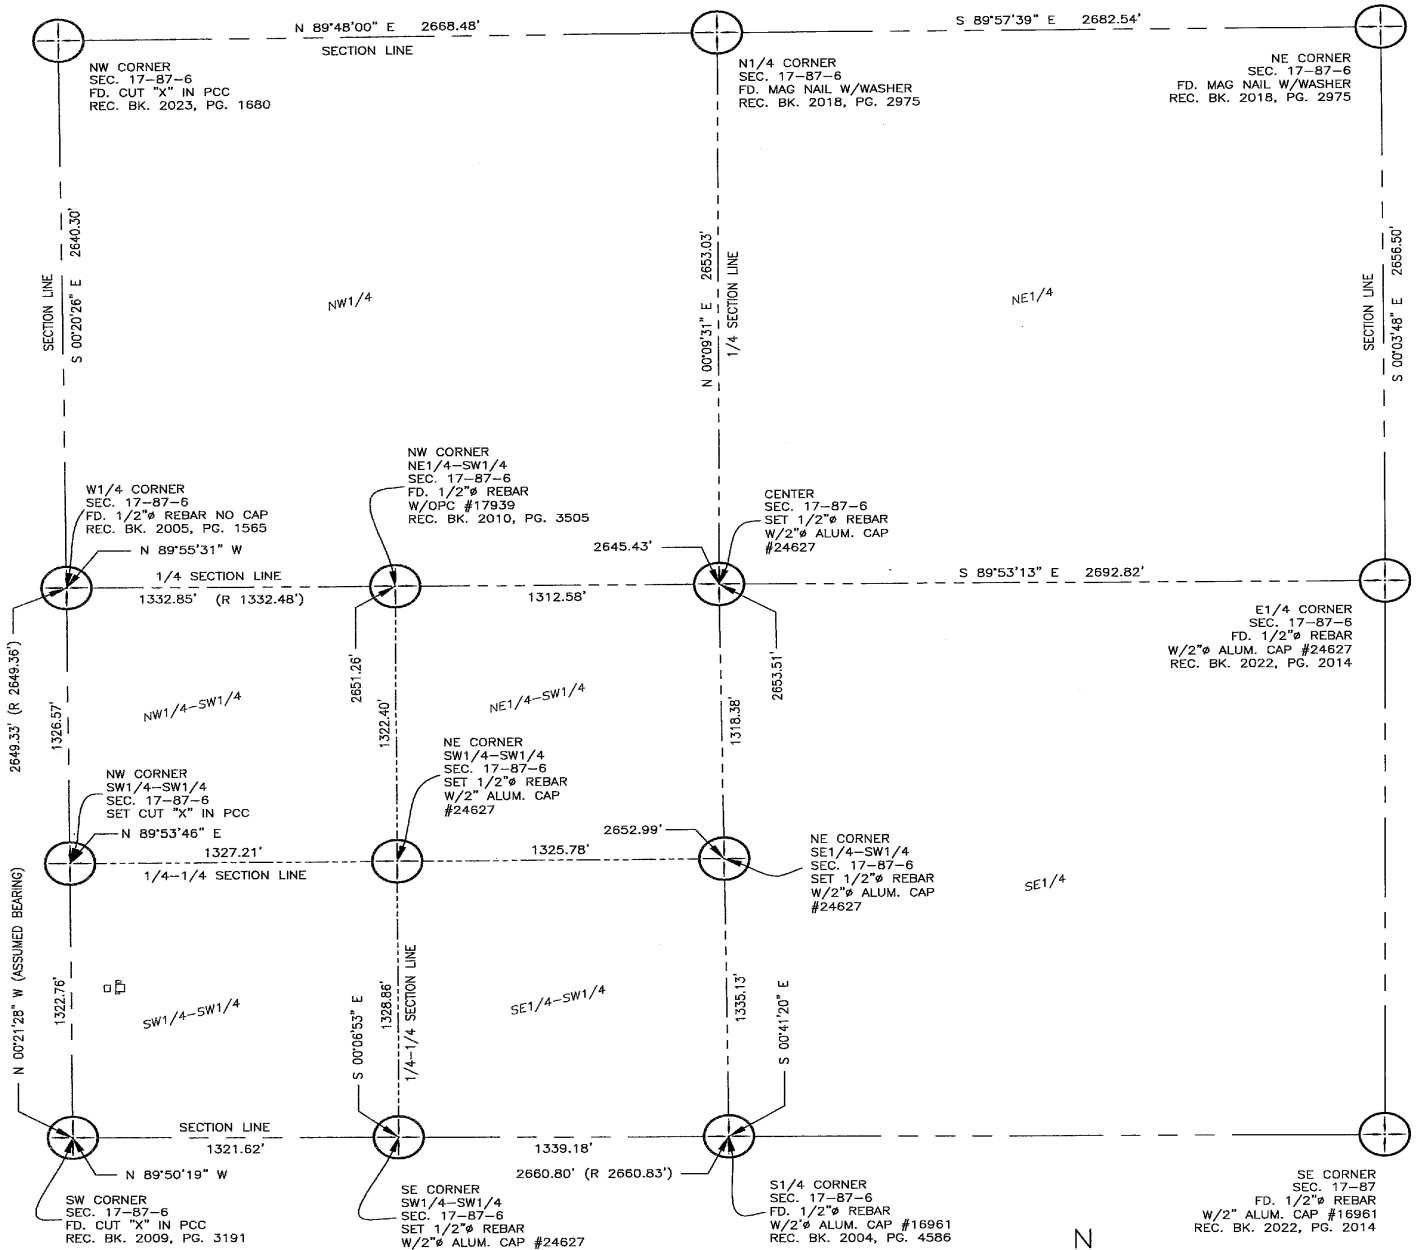 N 89°48'00" E   2668.48'
SECTION LINE
S 89°57'39" E   2682.54'
NW CORNER
SEC. 17-87-6
FD. CUT "X" IN PCC
REC. BK. 2023, PG. 1680
N1/4 CORNER
SEC. 17-87-6
FD. MAG NAIL W/WASHER
REC. BK. 2018, PG. 2975
NE CORNER
SEC. 17-87-6
FD. MAG NAIL W/WASHER
REC. BK. 2018, PG. 2975
SECTION LINE
S 00°20'26" E   2640.30'
NW1/4
N 00°09'31" E   2653.03'
1/4 SECTION LINE
NE1/4
SECTION LINE
S 00°03'48" E   2656.50'
W1/4 CORNER
SEC. 17-87-6
FD. 1/2"ø REBAR NO CAP
REC. BK. 2005, PG. 1565
N 89°55'31" W
NW CORNER
NE1/4-SW1/4
SEC. 17-87-6
FD. 1/2"ø REBAR
W/OPC #17939
REC. BK. 2010, PG. 3505
CENTER
SEC. 17-87-6
SET 1/2"ø REBAR
W/2"ø ALUM. CAP
#24627
2645.43'
1/4 SECTION LINE
1332.85'   (R 1332.48')
1312.58'
S 89°53'13" E   2692.82'
E1/4 CORNER
SEC. 17-87-6
FD. 1/2"ø REBAR
W/2"ø ALUM. CAP #24627
REC. BK. 2022, PG. 2014
2649.33' (R 2649.36')
1326.57'
NW1/4-SW1/4
2651.26'
1322.40'
NE1/4-SW1/4
1318.38'
2653.51'
NW CORNER
SW1/4-SW1/4
SEC. 17-87-6
SET CUT "X" IN PCC
N 89°53'46" E
NE CORNER
SW1/4-SW1/4
SEC. 17-87-6
SET 1/2"ø REBAR
W/2" ALUM. CAP
#24627
2652.99'
1327.21'
1/4-1/4 SECTION LINE
1325.78'
NE CORNER
SE1/4-SW1/4
SEC. 17-87-6
SET 1/2"ø REBAR
W/2"ø ALUM. CAP
#24627
SE1/4
N 00°21'28" W (ASSUMED BEARING)
1322.76'
SW1/4-SW1/4
S 00°06'53" E
1328.86'
1/4-1/4 SECTION LINE
SE1/4-SW1/4
1335.13'
S 00°41'20" E
SECTION LINE
1321.62'
1339.18'
N 89°50'19" W
2660.80' (R 2660.83')
SW CORNER
SEC. 17-87-6
FD. CUT "X" IN PCC
REC. BK. 2009, PG. 3191
SE CORNER
SW1/4-SW1/4
SEC. 17-87-6
SET 1/2"ø REBAR
W/2"ø ALUM. CAP #24627
S1/4 CORNER
SEC. 17-87-6
FD. 1/2"ø REBAR
W/2'ø ALUM. CAP #16961
REC. BK. 2004, PG. 4586
SE CORNER
SEC. 17-87
FD. 1/2"ø REBAR
W/2" ALUM. CAP #16961
REC. BK. 2022, PG. 2014
N